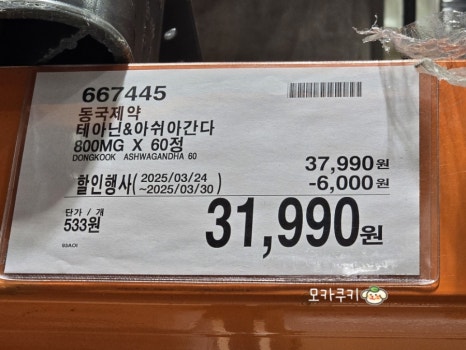 667445
동국제약
테아닌&아쉬아간다
800MG X 60정
DONGKOOK ASHWAGANDHA 60
37,990원
할인행사( 2025/03/24 ~2025/03/30 ) -6,000원
단가 / 개
533원
31,990원
모카쿠키